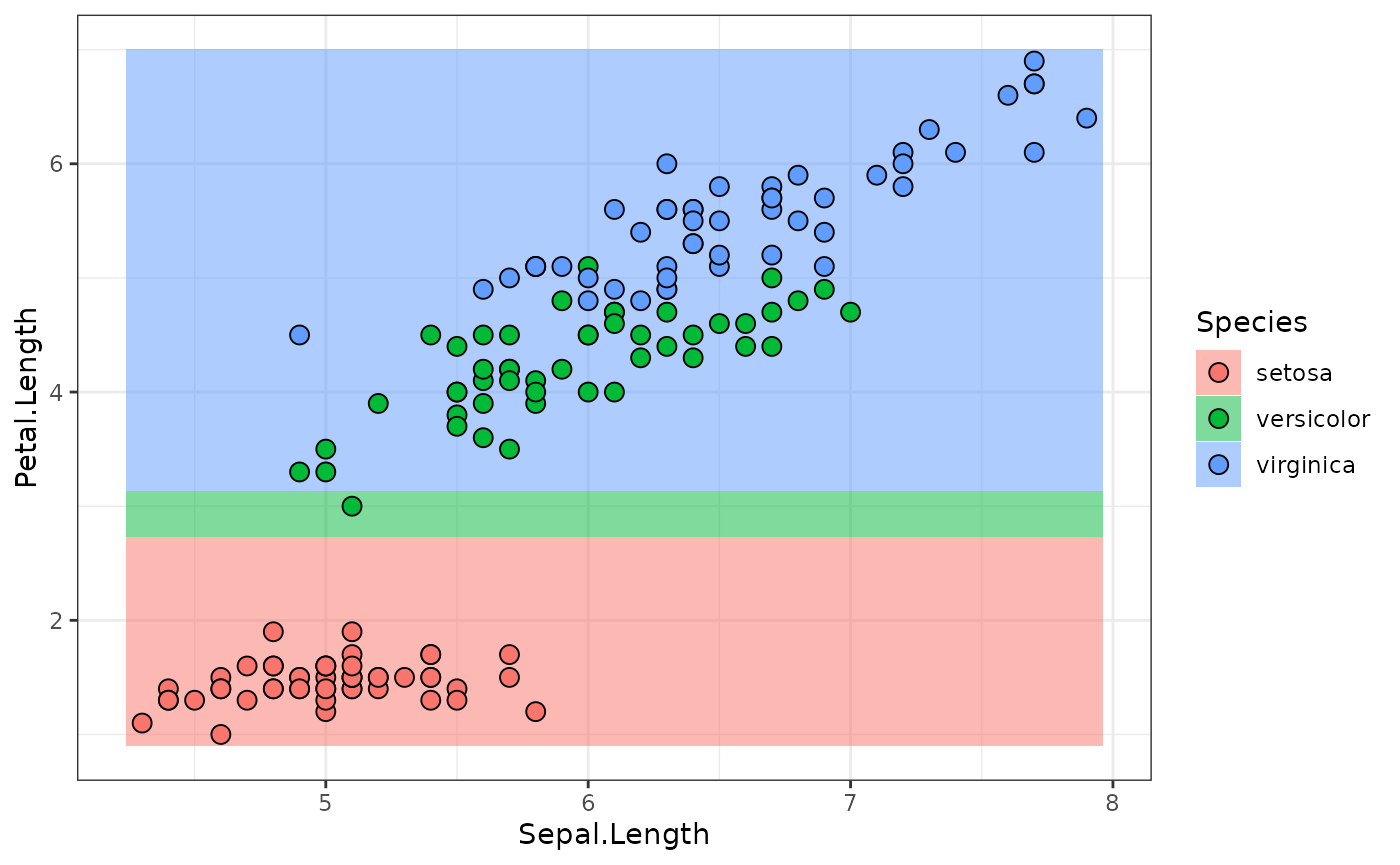 Petal.Length
6
4
2
5 6 7 8
Sepal.Length
Species
setosa
versicolor
virginica